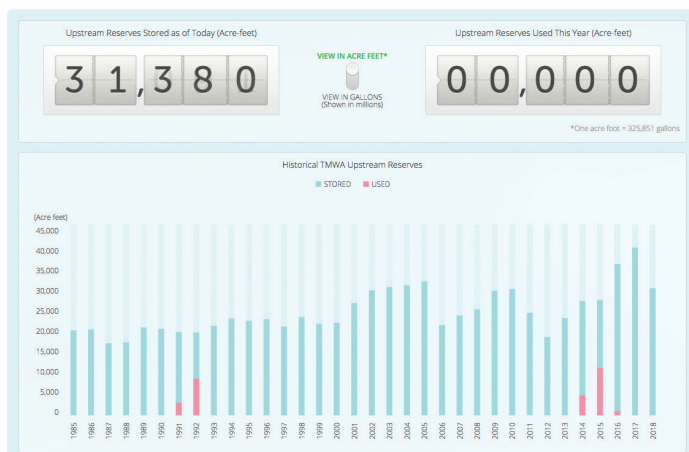 Upstream Reserves Stored as of Today (Acre-feet)
31,380
VIEW IN ACRE FEET*
VIEW IN GALLONS
(Shown in millions)
Upstream Reserves Used This Year (Acre-feet)
00,000
*One acre foot = 325,851 gallons
Historical TMWA Upstream Reserves
STORED USED
(Acre feet)
45,000
40,000
35,000
30,000
25,000
20,000
15,000
10,000
5,000
0
1985 1986 1987 1988 1989 1990 1991 1992 1993 1994 1995 1996 1997 1998 1999 2000 2001 2002 2003 2004 2005 2006 2007 2008 2009 2010 2011 2012 2013 2014 2015 2016 2017 2018